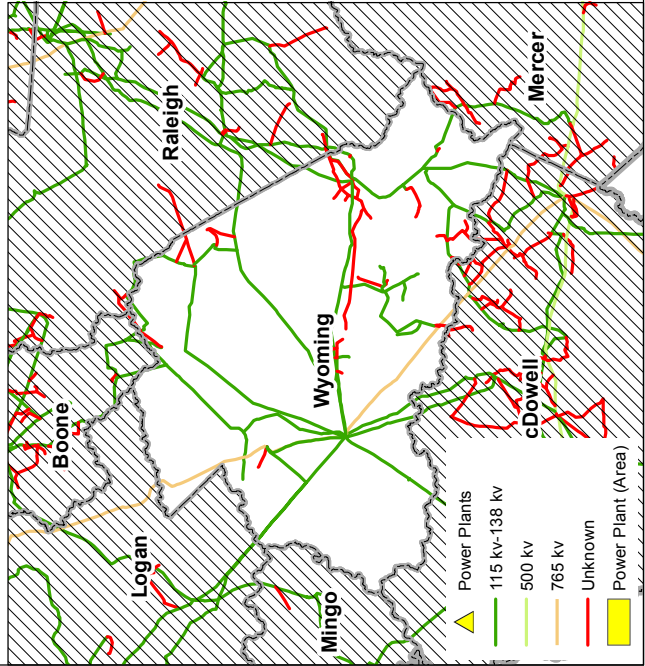 Raleigh
Mercer
Boone
Wyoming
Logan
Mingo
cDowell
Power Plants
115 kv-138 kv
500 kv
765 kv
Unknown
Power Plant (Area)